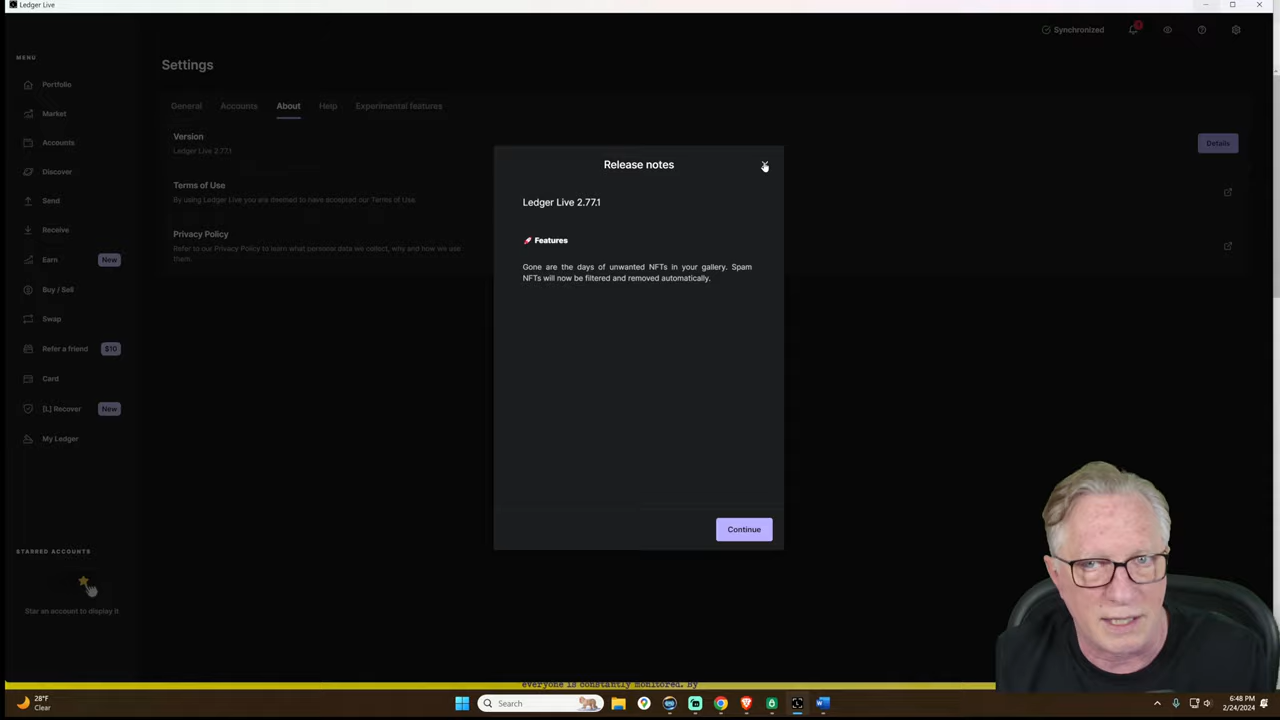 Ledger Live
Synchronized
MENU
Portfolio
Market
Accounts
Discover
Send
Receive
Earn New
Buy / Sell
Swap
Refer a friend $10
Card
[L] Recover New
My Ledger
STARRED ACCOUNTS
Star an account to display it
Settings
General Accounts About Help Experimental features
Version
Ledger Live 2.77.1
Details
Terms of Use
By using Ledger Live you are deemed to have accepted our Terms of Use.
Privacy Policy
Refer to our Privacy Policy to learn what personal data we collect, why and how we use
them.
Release notes
Ledger Live 2.77.1
🚀 Features
Gone are the days of unwanted NFTs in your gallery. Spam
NFTs will now be filtered and removed automatically.
Continue
everyone is constantly monitored. By
28°F
Clear
Search
6:48 PM
2/24/2024